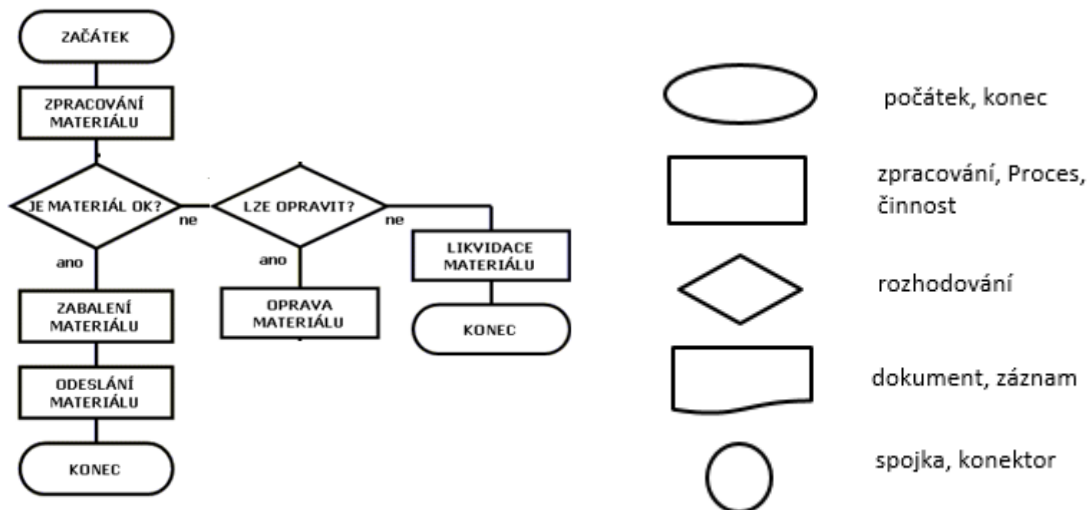 ZAČÁTEK
ZPRACOVÁNÍ
MATERIÁLU
JE MATERIÁL OK?
ne
LZE OPRAVIT?
ne
ano
ano
LIKVIDACE
MATERIÁLU
ZABALENÍ
MATERIÁLU
OPRAVA
MATERIÁLU
KONEC
ODESLÁNÍ
MATERIÁLU
KONEC
počátek, konec
zpracování, Proces,
činnost
rozhodování
dokument, záznam
spojka, konektor